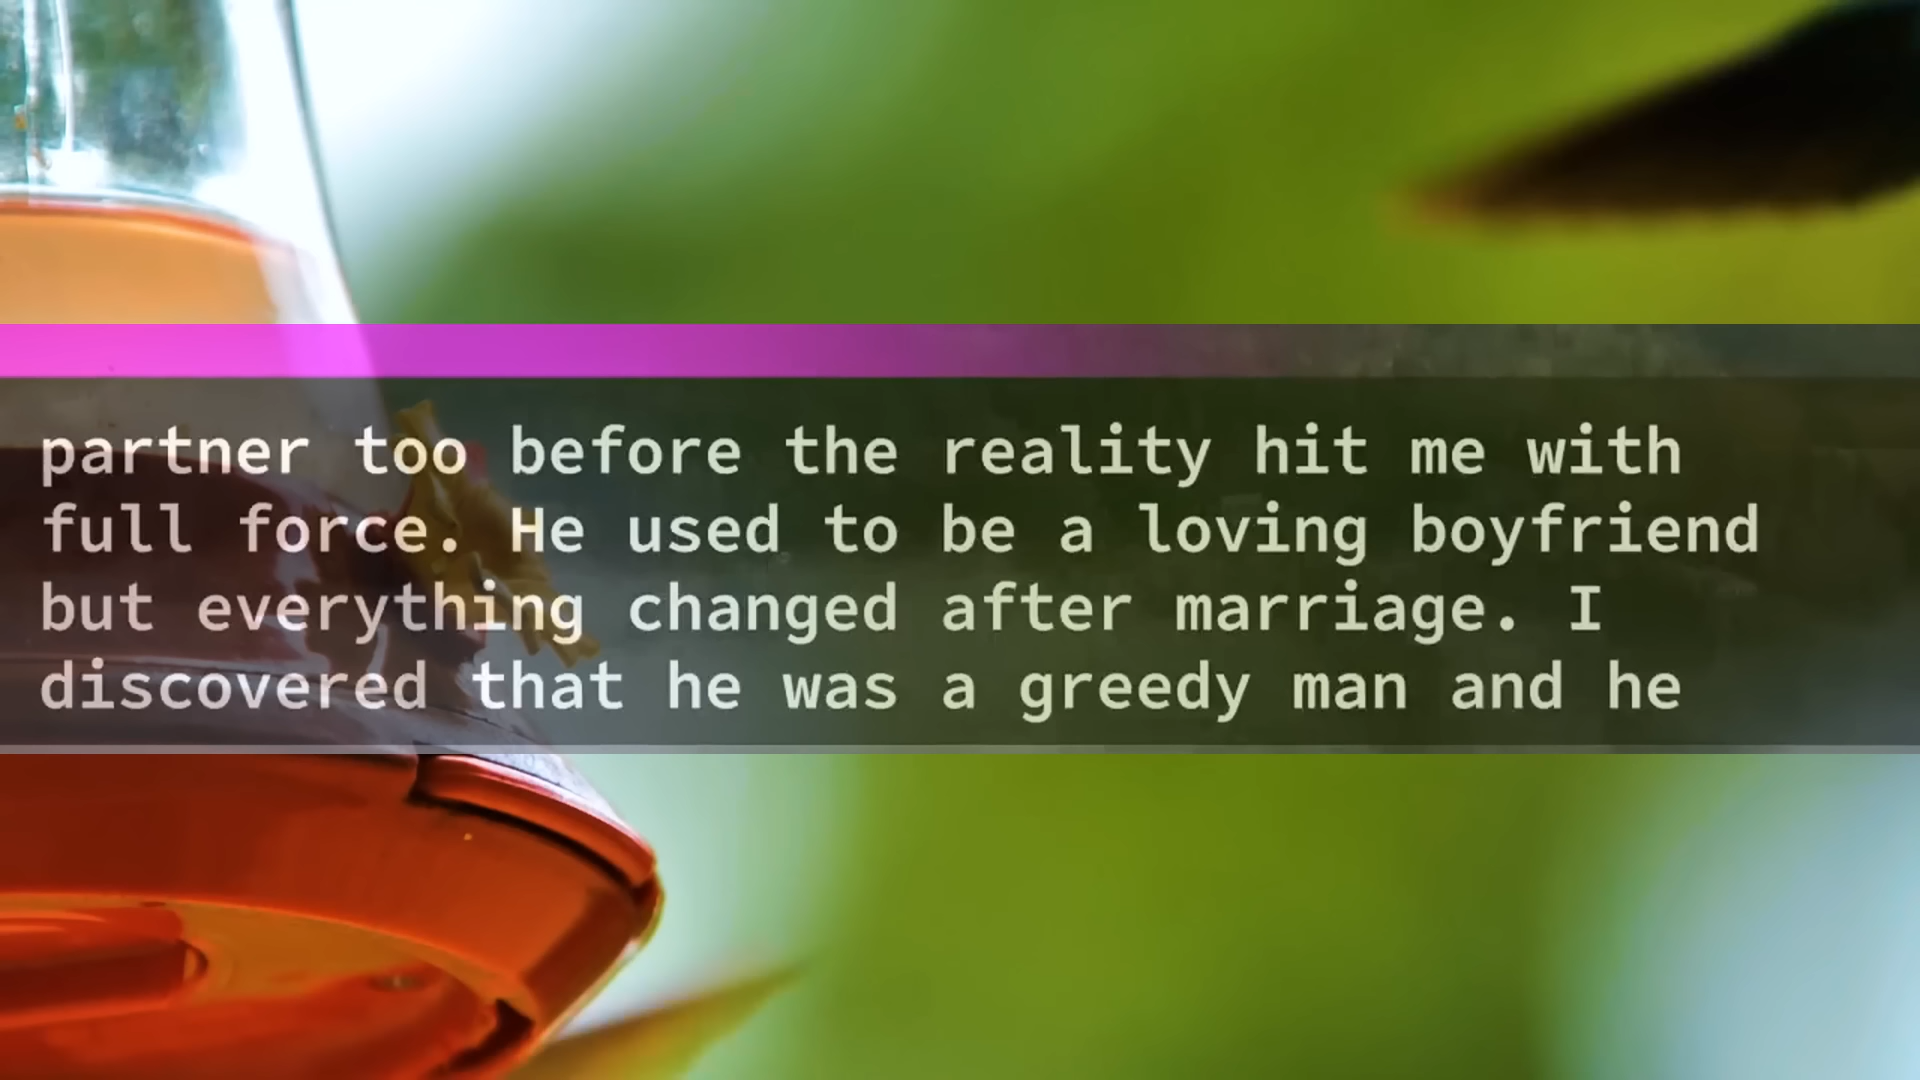 partner too before the reality hit me with
full force. He used to be a loving boyfriend
but everything changed after marriage. I
discovered that he was a greedy man and he